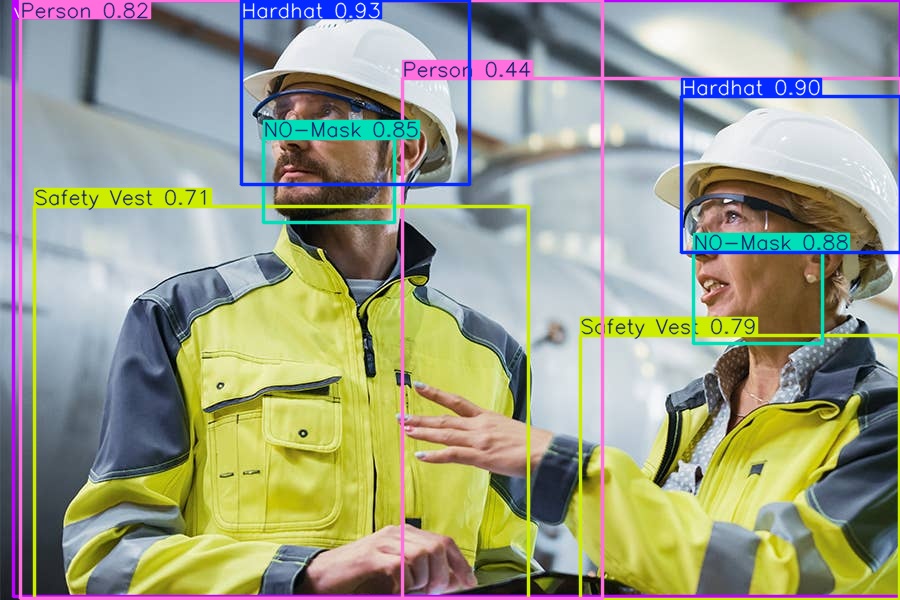 Person 0.82
Hardhat 0.93
Person 0.44
Hardhat 0.90
NO-Mask 0.85
Safety Vest 0.71
NO-Mask 0.88
Safety Vest 0.79